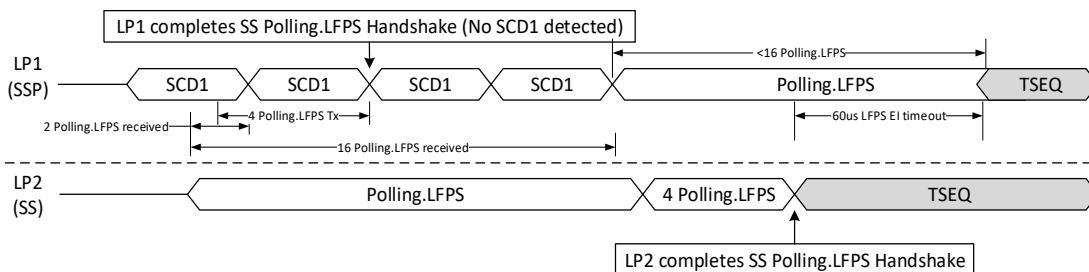 LP1 completes SS Polling.LFPS Handshake (No SCD1 detected)
<16 Polling.LFPS
LP1
(SSP)
SCD1
SCD1
SCD1
SCD1
Polling.LFPS
TSEQ
2 Polling.LFPS received
4 Polling.LFPS Tx
60us LFPS EI timeout
16 Polling.LFPS received
LP2
(SS)
Polling.LFPS
4 Polling.LFPS
TSEQ
LP2 completes SS Polling.LFPS Handshake